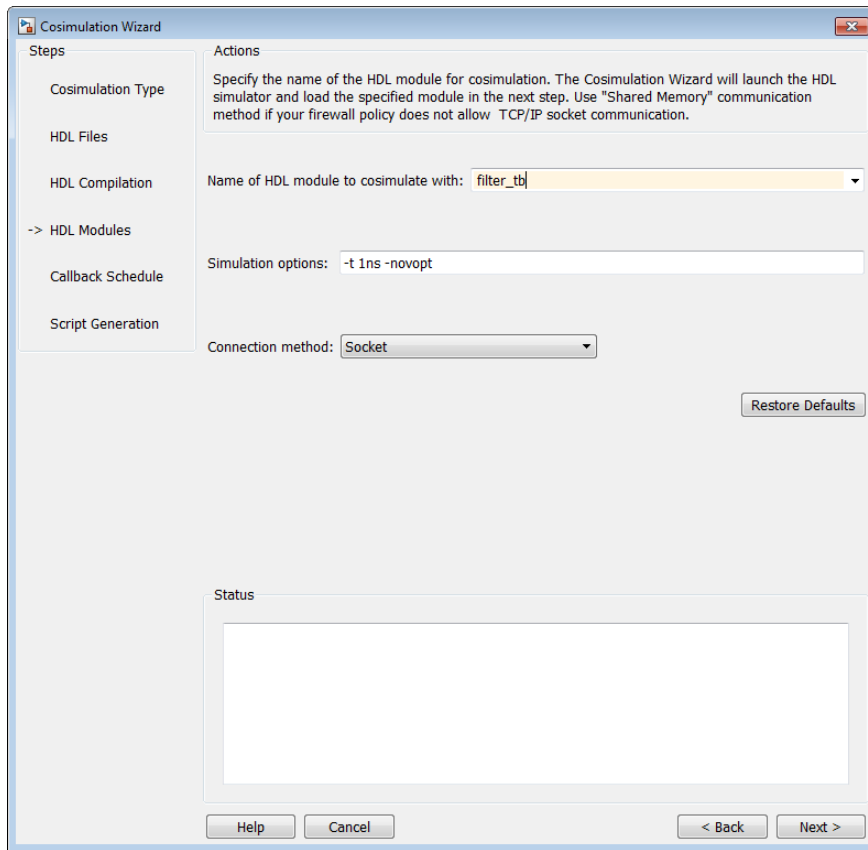 Cosimulation Wizard
Steps
Cosimulation Type
HDL Files
HDL Compilation
-> HDL Modules
Callback Schedule
Script Generation
Actions
Specify the name of the HDL module for cosimulation. The Cosimulation Wizard will launch the HDL
simulator and load the specified module in the next step. Use "Shared Memory" communication
method if your firewall policy does not allow TCP/IP socket communication.
Name of HDL module to cosimulate with: filter_tb
Simulation options: -t 1ns -novopt
Connection method: Socket
Restore Defaults
Status
Help Cancel < Back Next >